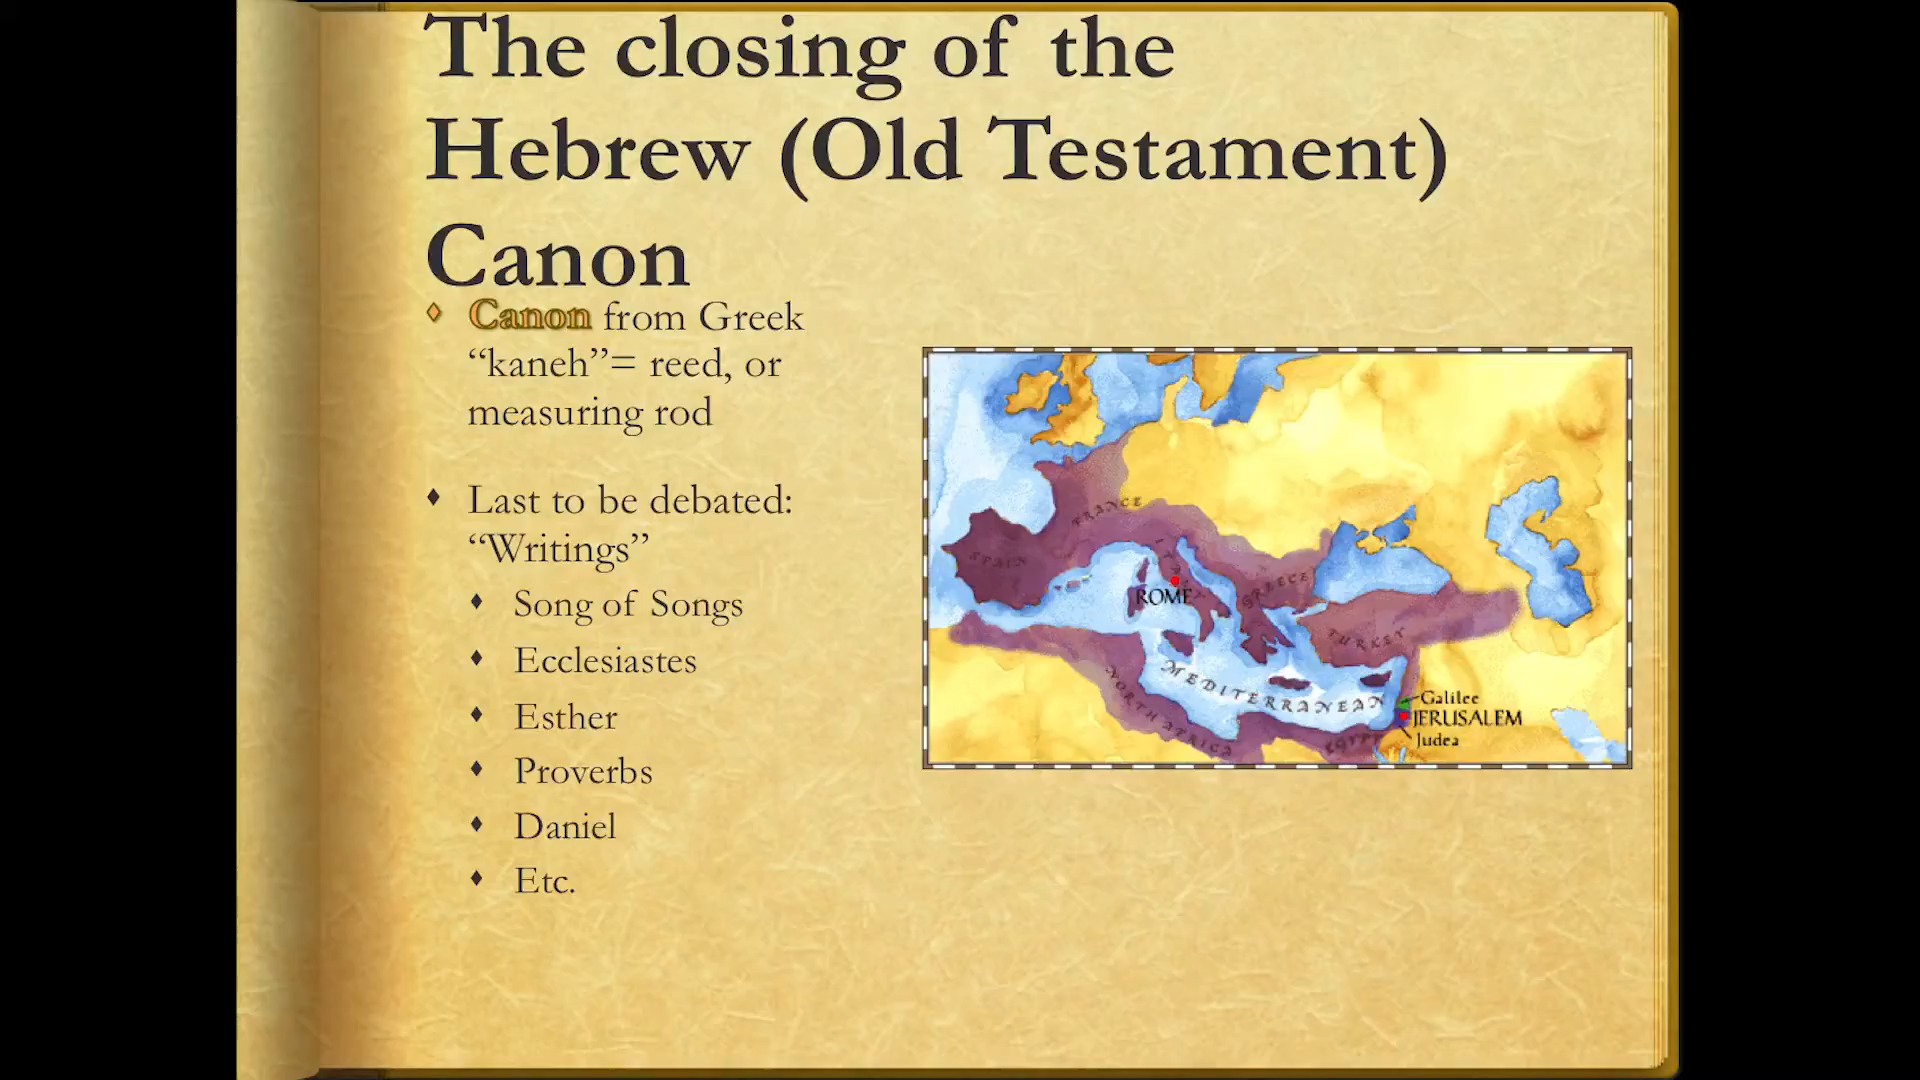 The closing of the
Hebrew (Old Testament)
Canon
Canon from Greek
“kaneh”= reed, or
measuring rod
Last to be debated:
“Writings”
Song of Songs
Ecclesiastes
Esther
Proverbs
Daniel
Etc.
FRANCE
SPAIN
ITALY
ROME
GREECE
TURKEY
MEDITERRANEAN
NORTH AFRICA
EGYPT
Galilee
JERUSALEM
Judea